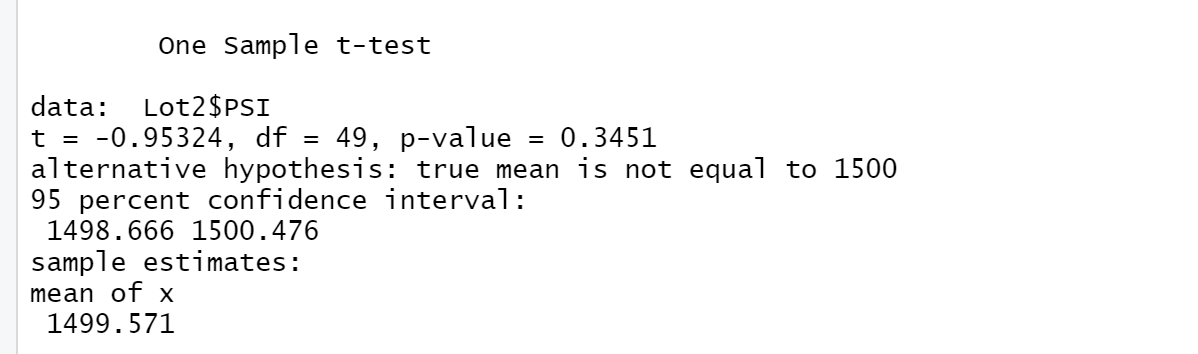 One Sample t-test
data:  Lot2$PSI
t = -0.95324, df = 49, p-value = 0.3451
alternative hypothesis: true mean is not equal to 1500
95 percent confidence interval:
1498.666 1500.476
sample estimates:
mean of x
1499.571